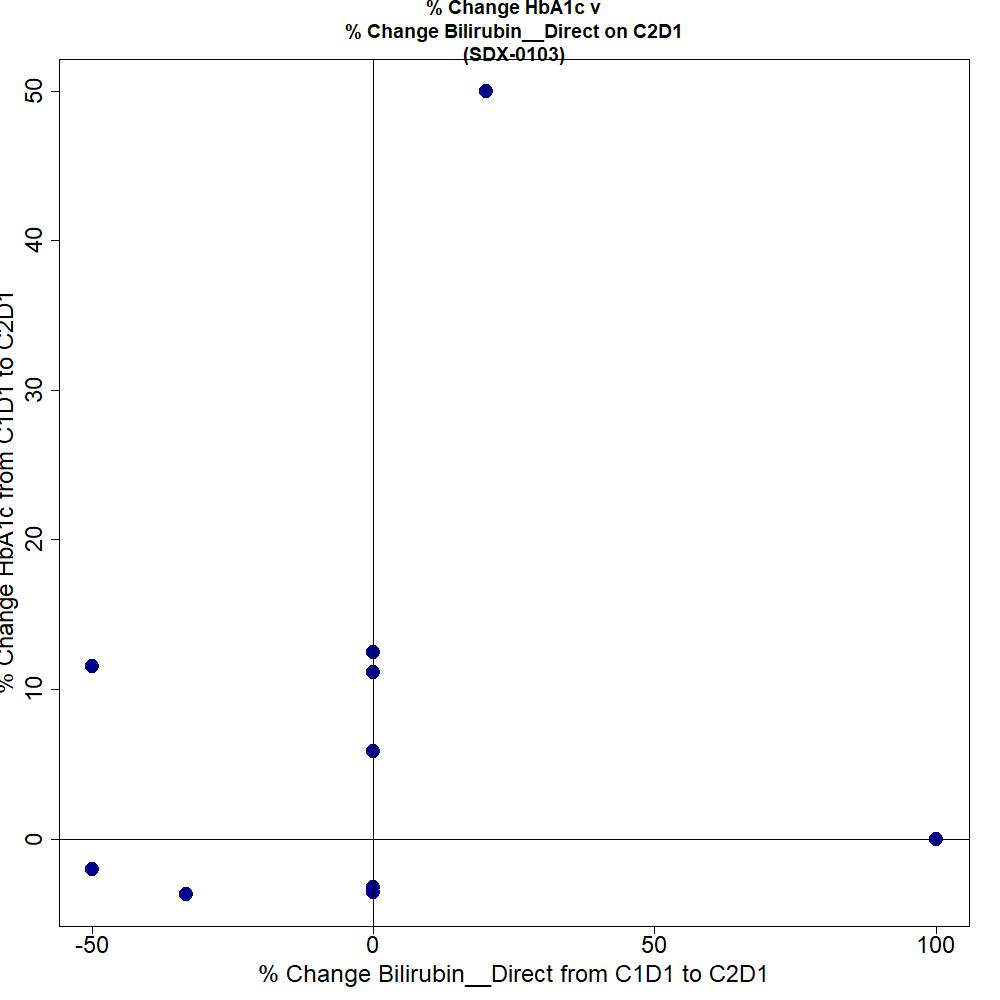 % Change HbA1c v
% Change Bilirubin__Direct on C2D1
(SDX-0103)
% Change HbA1c from C1D1 to C2D1
50
40
30
20
10
0
-50
0
50
100
% Change Bilirubin__Direct from C1D1 to C2D1